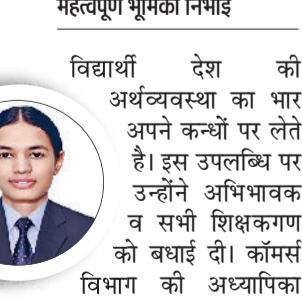 महत्वपूर्ण भूमिका निभाई
विद्यार्थी देश की
अर्थव्यवस्था का भार
अपने कन्धों पर लेते
है। इस उपलब्धि पर
उन्होंने अभिभावक
व सभी शिक्षकगण
को बधाई दी। कॉमर्स
विभाग की अध्यापिका